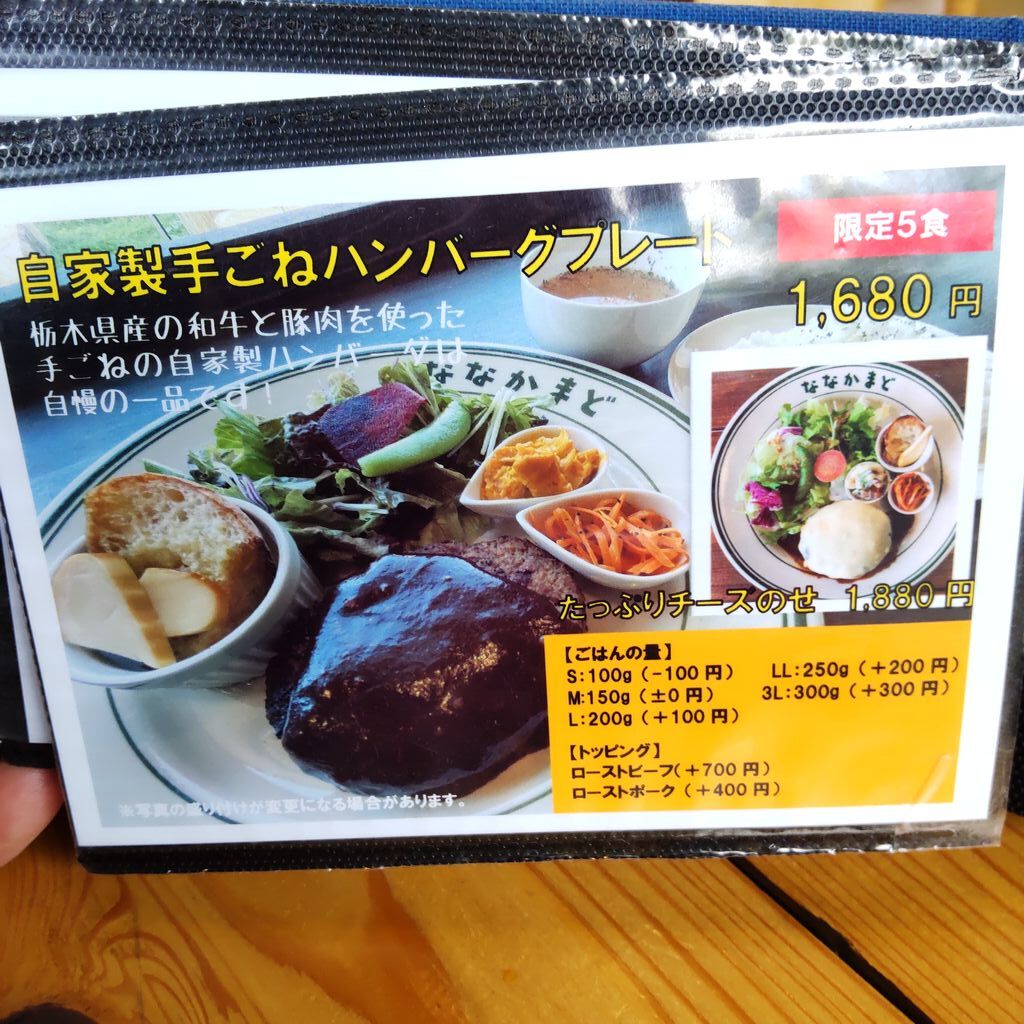 自家製手ごねハンバーグプレート
限定5食
1,680円
栃木県産の和牛と豚肉を使った
手ごねの自家製ハンバーグは
自慢の一品です！
ななかまど
ななかまど
たっぷりチーズのせ 1,880円
【ごはんの量】
S:100g（-100円） LL:250g（+200円）
M:150g（±0円） 3L:300g（+300円）
L:200g（+100円）
【トッピング】
ローストビーフ(+700円)
ローストポーク（+400円）
※写真の盛り付けが変更になる場合があります。